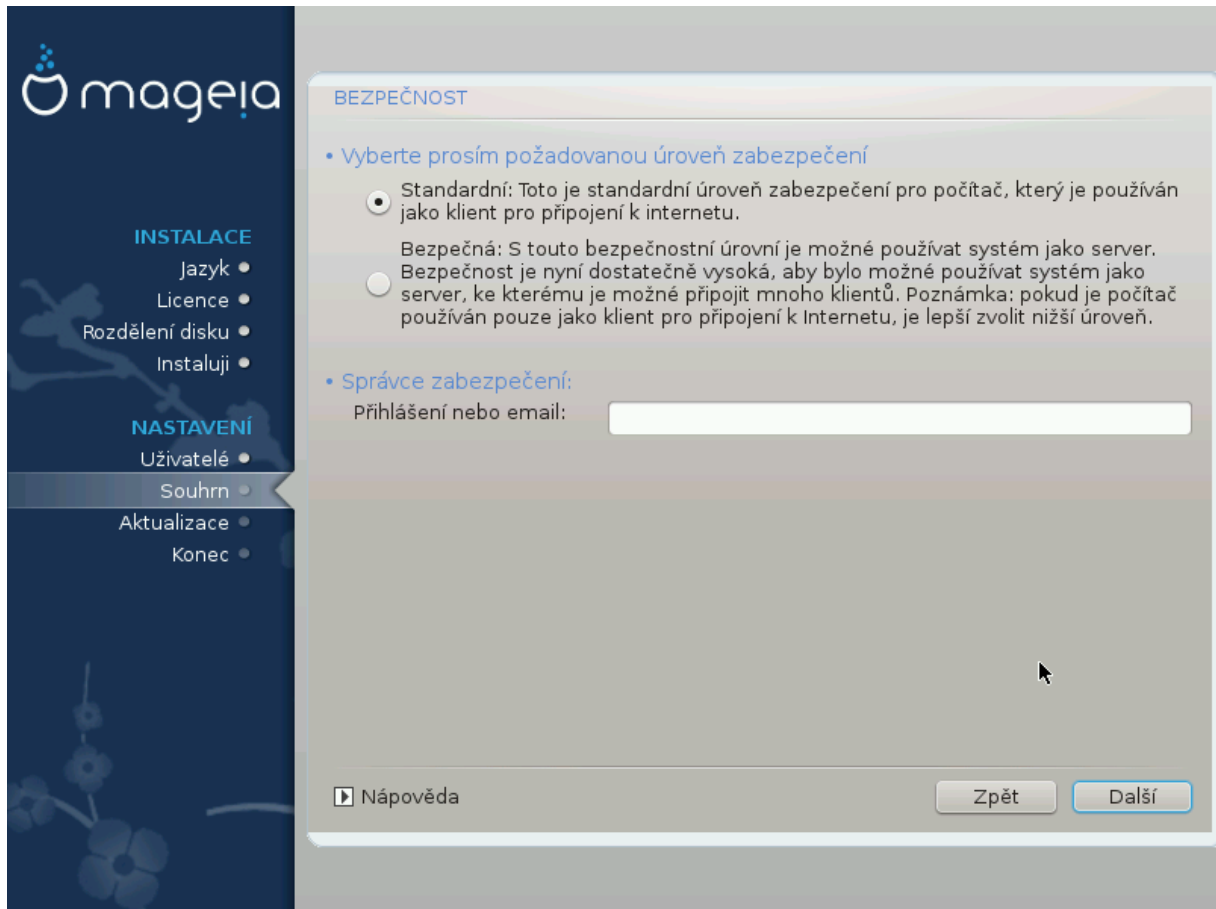 mageia
INSTALACE
Jazyk
Licence
Rozdělení disku
Instaluji
NASTAVENÍ
Uživatelé
Souhrn
Aktualizace
Konec
BEZPEČNOST
• Vyberte prosím požadovanou úroveň zabezpečení
Standardní: Toto je standardní úroveň zabezpečení pro počítač, který je používán
jako klient pro připojení k internetu.
Bezpečná: S touto bezpečnostní úrovní je možné používat systém jako server.
Bezpečnost je nyní dostatečně vysoká, aby bylo možné používat systém jako
server, ke kterému je možné připojit mnoho klientů. Poznámka: pokud je počítač
používán pouze jako klient pro připojení k Internetu, je lepší zvolit nižší úroveň.
• Správce zabezpečení:
Přihlášení nebo email:
Nápověda
Zpět
Další